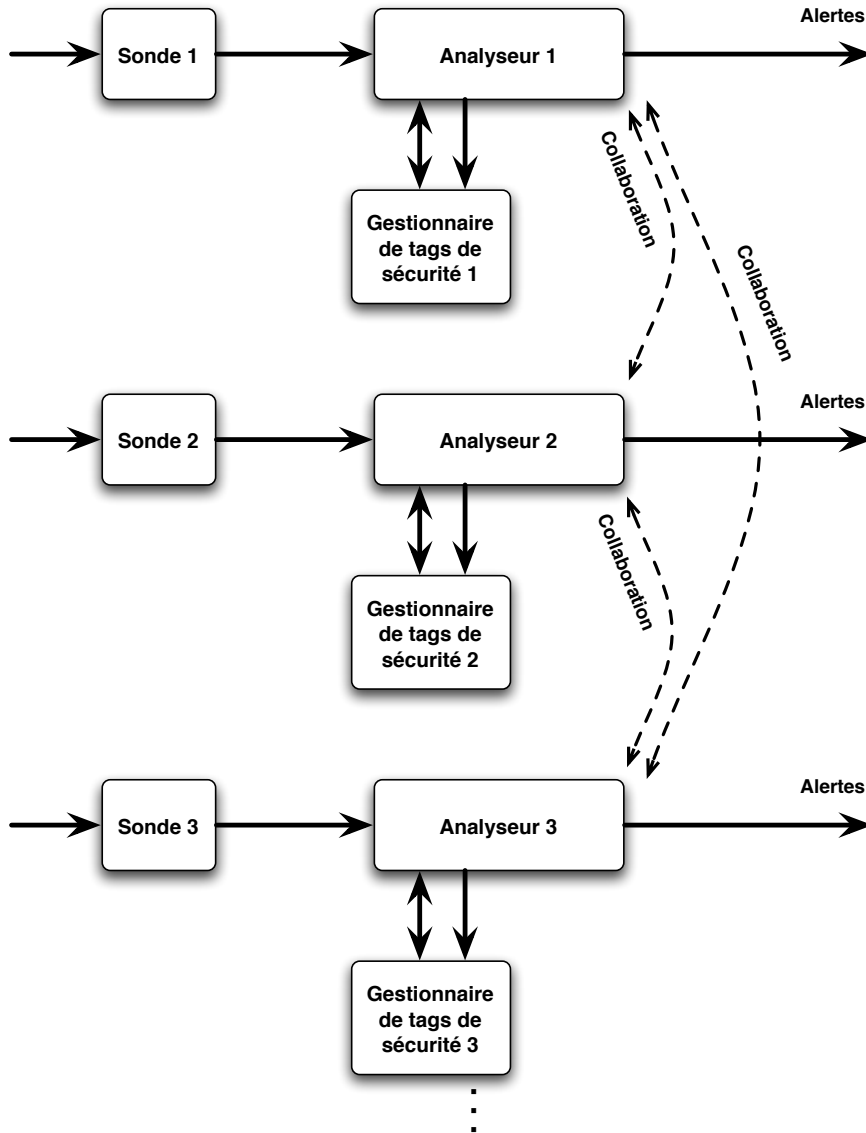 Alertes
Sonde 1
Analyseur 1
Collaboration
Gestionnaire
de tags de
sécurité 1
Collaboration
Alertes
Sonde 2
Analyseur 2
Collaboration
Gestionnaire
de tags de
sécurité 2
Alertes
Sonde 3
Analyseur 3
Gestionnaire
de tags de
sécurité 3